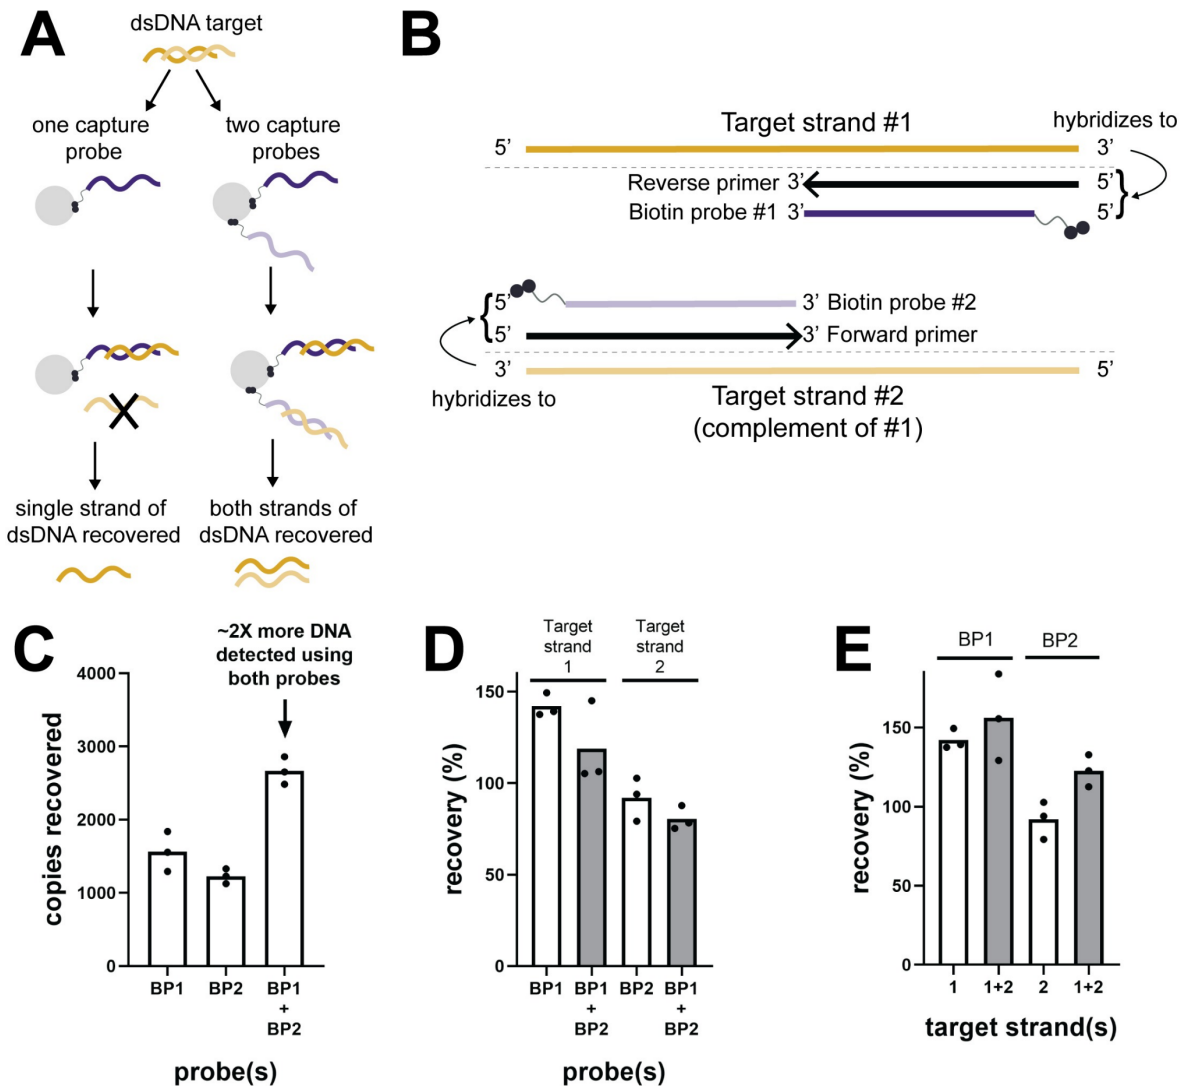 A
dsDNA target
one capture
probe
two capture
probes
single strand of
dsDNA recovered
both strands of
dsDNA recovered
B
Target strand #1
hybridizes to
5’ 3’
Reverse primer 3’ 5’
Biotin probe #1 3’ 5’
5’ 3’ Biotin probe #2
5’ 3’ Forward primer
3’ 5’
hybridizes to
Target strand #2
(complement of #1)
C
~2X more DNA
detected using
both probes
copies recovered
4000
3000
2000
1000
0
BP1 BP2 BP1
+
BP2
probe(s)
D
Target
strand
1
Target
strand
2
recovery (%)
150
100
50
0
BP1 BP1
+
BP2
BP2 BP1
+
BP2
probe(s)
E
BP1 BP2
recovery (%)
150
100
50
0
1 1+2 2 1+2
target strand(s)